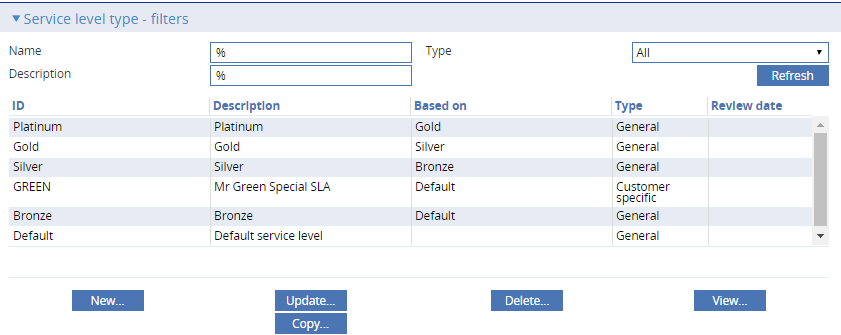 Service level type - filters
Name % Type All
Description % Refresh
ID Description Based on Type Review date
Platinum Platinum Gold General
Gold Gold Silver General
Silver Silver Bronze General
GREEN Mr Green Special SLA Default Customer
specific
Bronze Bronze Default General
Default Default service level General
New... Update... Delete... View...
Copy...